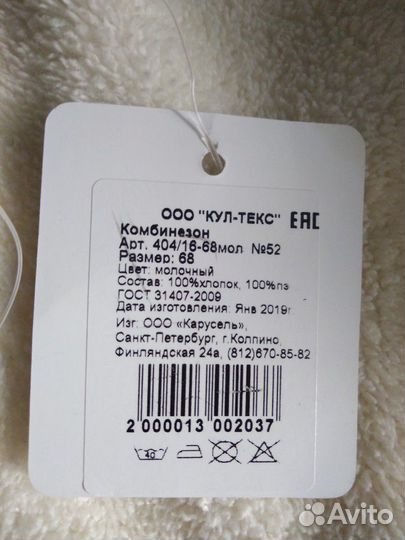 ООО "КУЛ-ТЕКС" ЕАС
Комбинезон
Арт. 404/16-68мол №52
Размер: 68
Цвет: молочный
Состав: 100%хлопок, 100%пэ
ГОСТ 31407-2009
Дата изготовления: Янв 2019г
Изг: ООО «Карусель»,
Санкт-Петербург, г.Колпино,
Финляндская 24а, (812)670-85-82
2 000013 002037
40
Avito